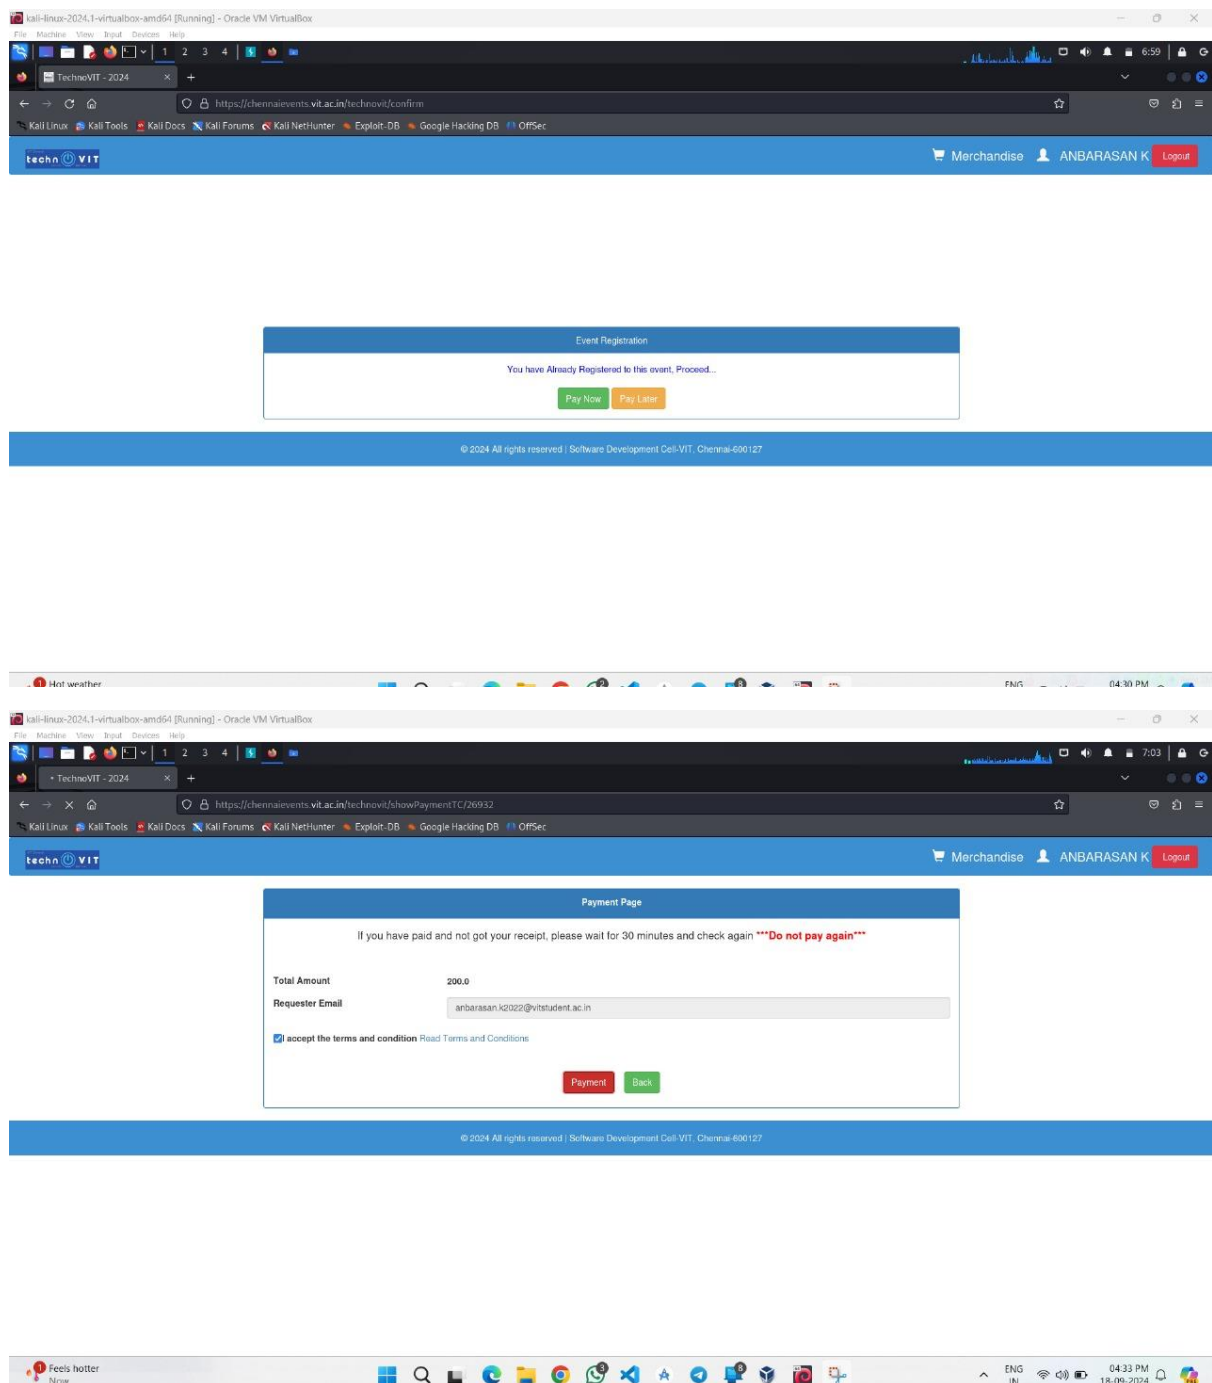 kali-linux-2024.1-virtualbox-amd64 [Running] - Oracle VM VirtualBox
File Machine View Input Devices Help
1 2 3 4 6:59
TechnoVIT - 2024
https://chennaievents.vit.ac.in/technovit/confirm
Kali Linux Kali Tools Kali Docs Kali Forums Kali NetHunter Exploit-DB Google Hacking DB OffSec
techno VIT Merchandise ANBARASAN K Logout
Event Registration
You have Already Registered to this event, Proceed...
Pay Now Pay Later
© 2024 All rights reserved | Software Development Cell-VIT, Chennai-600127
1 Hot weather 2 8 ENG 04:30 PM
kali-linux-2024.1-virtualbox-amd64 [Running] - Oracle VM VirtualBox
File Machine View Input Devices Help
1 2 3 4 7:03
• TechnoVIT - 2024
https://chennaievents.vit.ac.in/technovit/showPaymentTC/26932
Kali Linux Kali Tools Kali Docs Kali Forums Kali NetHunter Exploit-DB Google Hacking DB OffSec
techno VIT Merchandise ANBARASAN K Logout
Payment Page
If you have paid and not got your receipt, please wait for 30 minutes and check again ***Do not pay again***
Total Amount 200.0
Requester Email anbarasan.k2022@vitstudent.ac.in
I accept the terms and condition Read Terms and Conditions
Payment Back
© 2024 All rights reserved | Software Development Cell-VIT, Chennai-600127
1 Feels hotter 3 8 ENG 04:33 PM
Now IN 18-09-2024